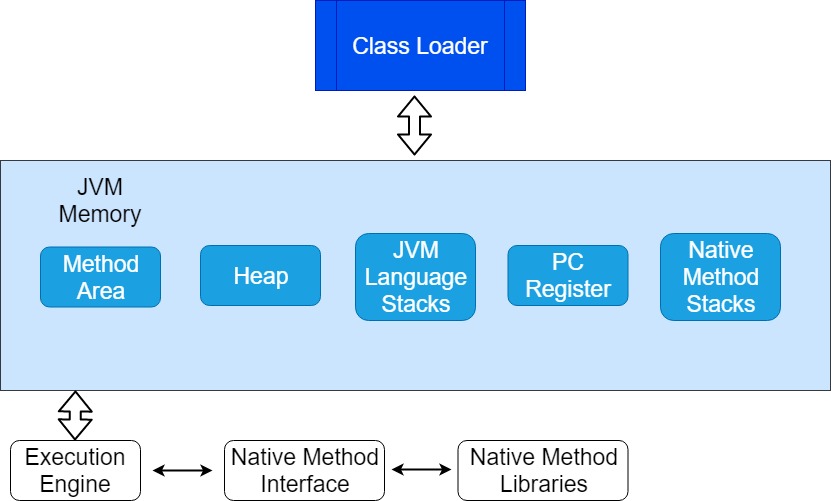 Class Loader
JVM
Memory
Method
Area
Heap
JVM
Language
Stacks
PC
Register
Native
Method
Stacks
Execution
Engine
Native Method
Interface
Native Method
Libraries